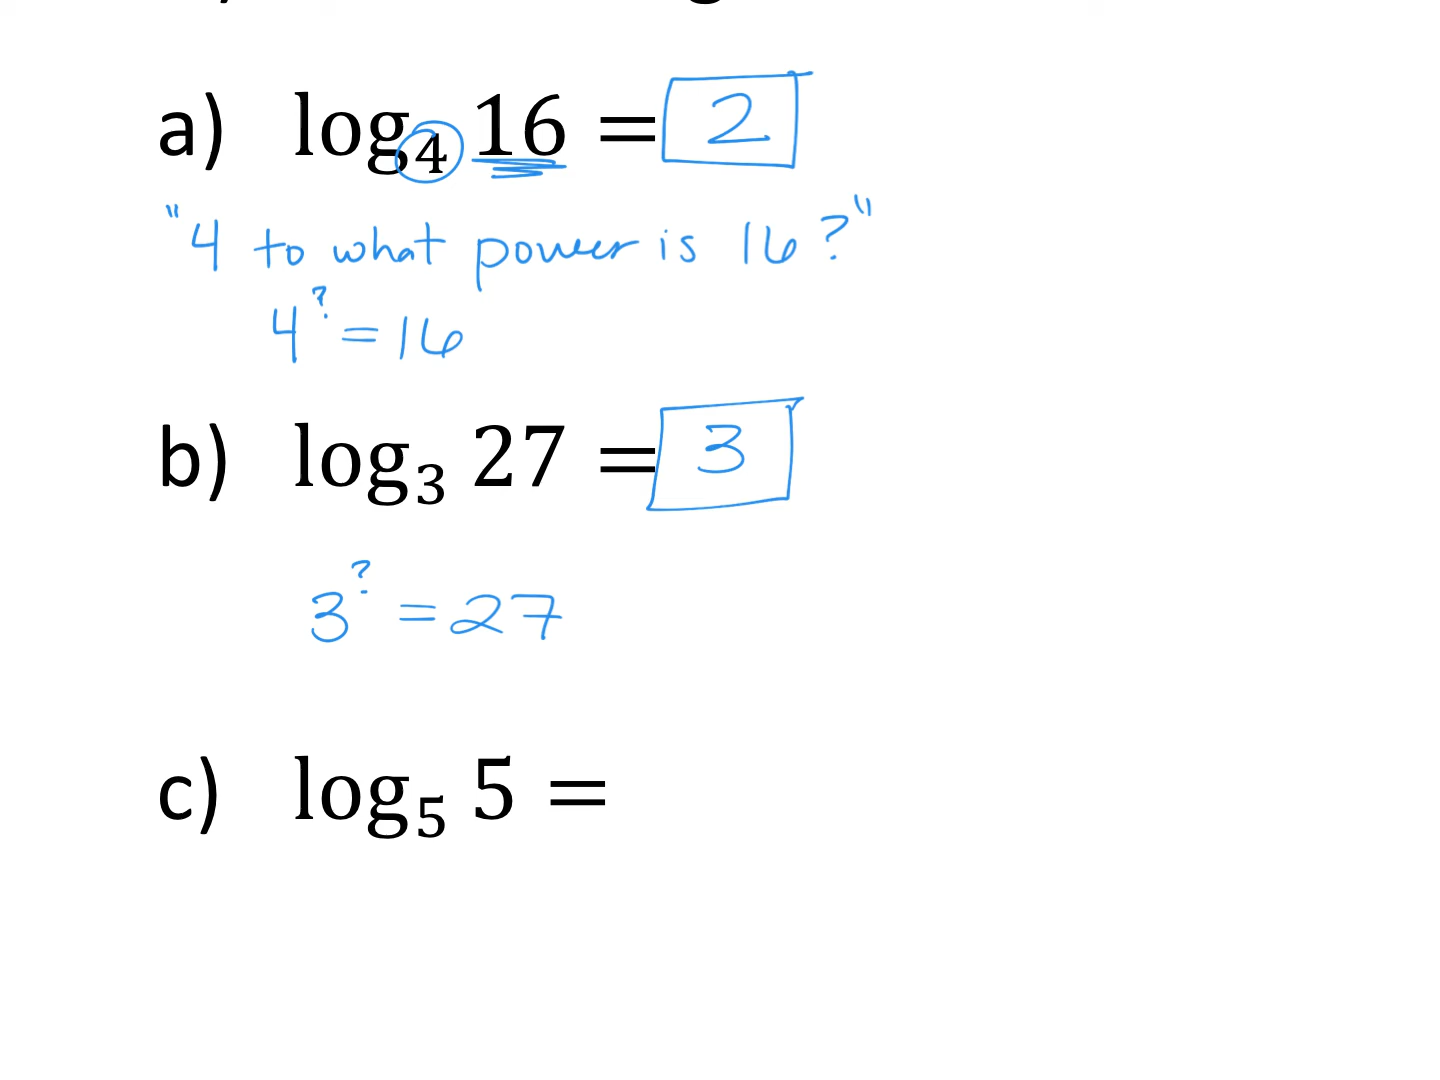 a) log₄ 16 = 2
"4 to what power is 16?"
4^? = 16
b) log₃ 27 = 3
3^? = 27
c) log₅ 5 =